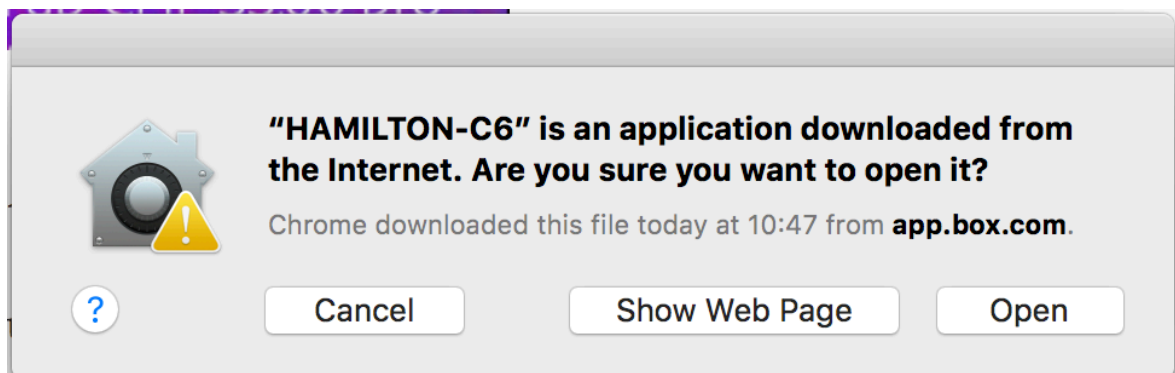 “HAMILTON-C6” is an application downloaded from
the Internet. Are you sure you want to open it?
Chrome downloaded this file today at 10:47 from app.box.com.
?
Cancel
Show Web Page
Open